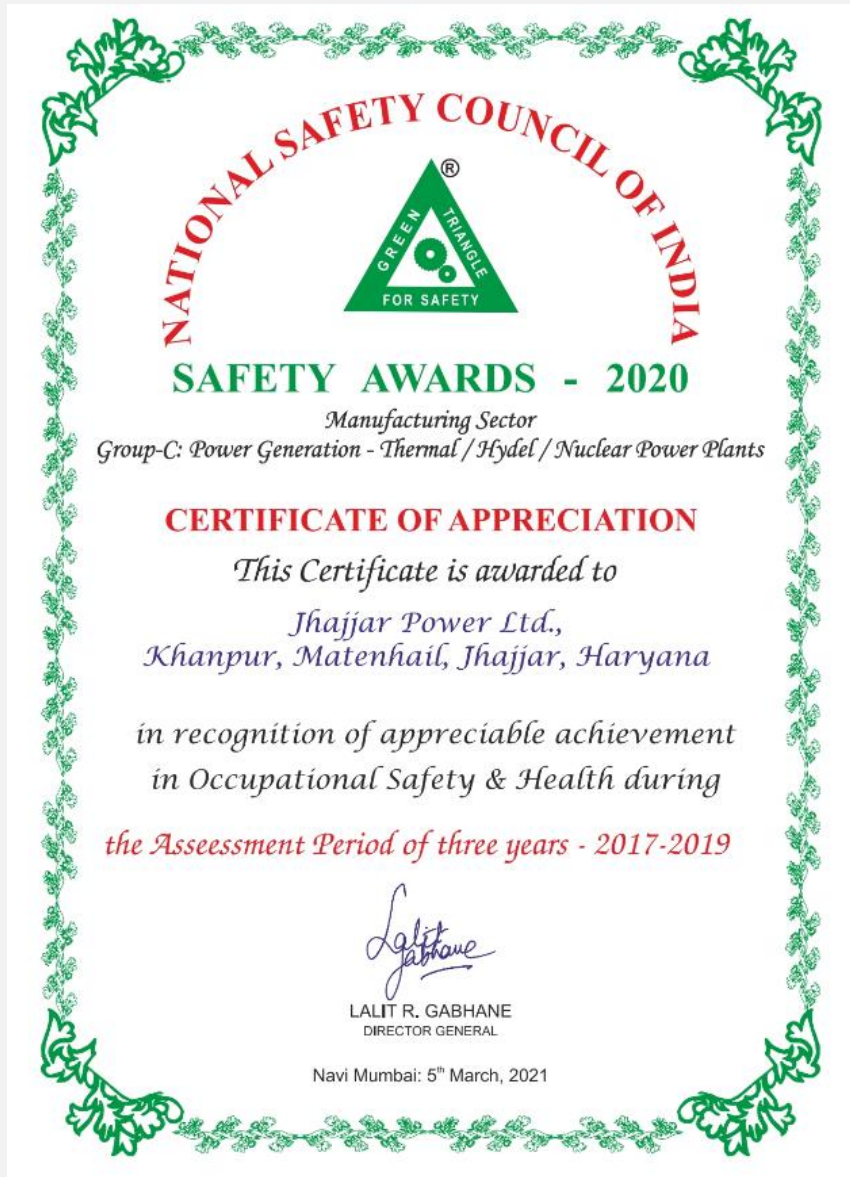 NATIONAL SAFETY COUNCIL OF INDIA
®
GREEN TRIANGLE
FOR SAFETY
SAFETY AWARDS - 2020
Manufacturing Sector
Group-C: Power Generation - Thermal / Hydel / Nuclear Power Plants
CERTIFICATE OF APPRECIATION
This Certificate is awarded to
Jhajjar Power Ltd.,
Khanpur, Matenhail, Jhajjar, Haryana
in recognition of appreciable achievement
in Occupational Safety & Health during
the Asseessment Period of three years - 2017-2019
Lalit
Gabhane
LALIT R. GABHANE
DIRECTOR GENERAL
Navi Mumbai: 5th March, 2021